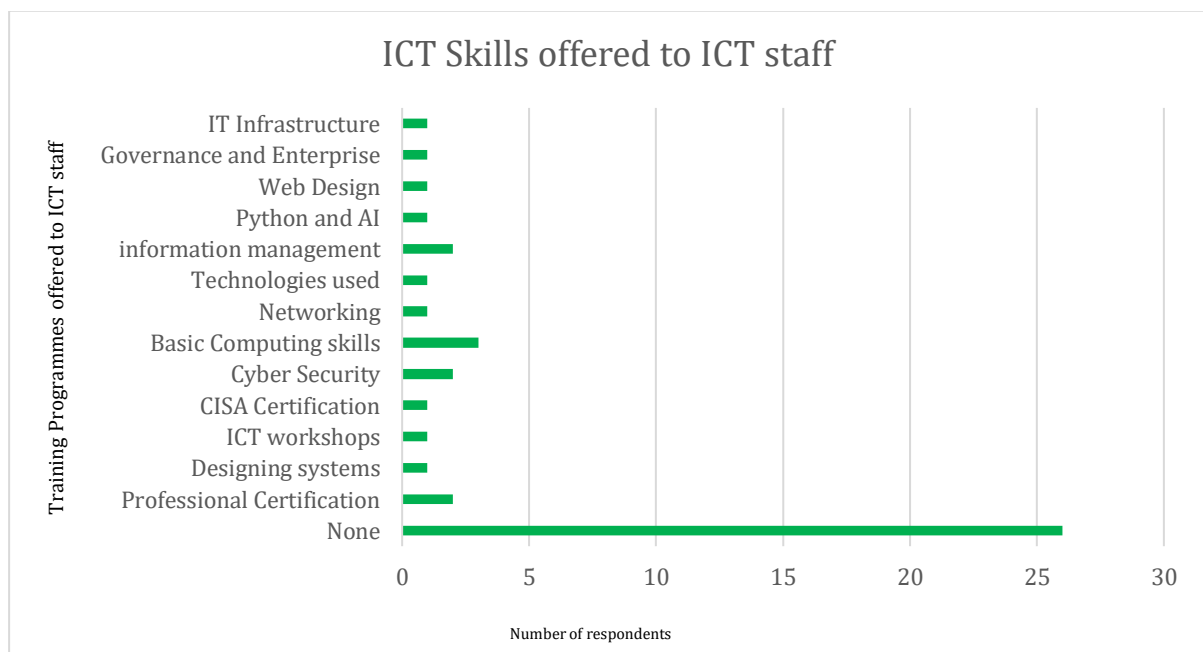 ICT Skills offered to ICT staff
Training Programmes offered to ICT staff
IT Infrastructure
Governance and Enterprise
Web Design
Python and AI
information management
Technologies used
Networking
Basic Computing skills
Cyber Security
CISA Certification
ICT workshops
Designing systems
Professional Certification
None
0 5 10 15 20 25 30
Number of respondents